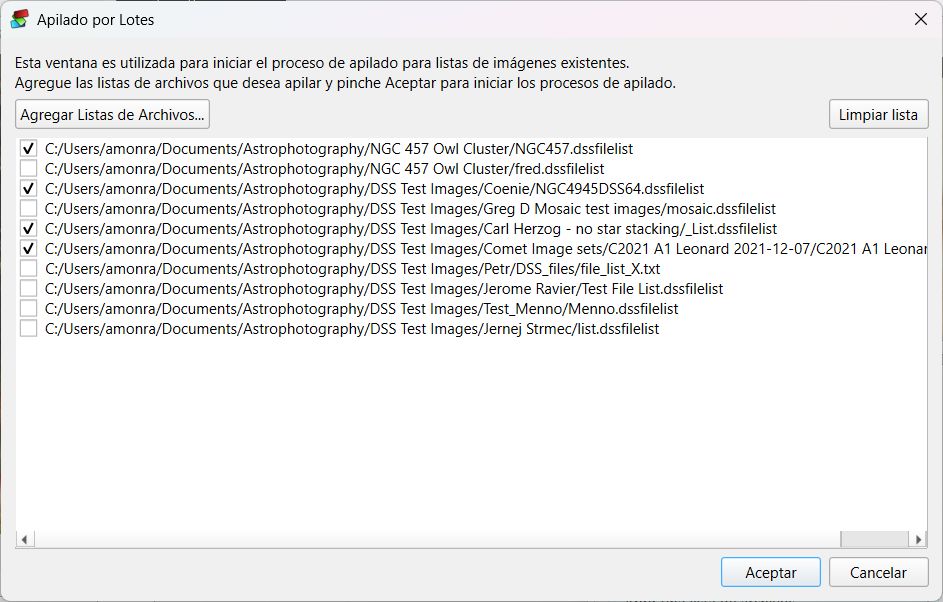 Apilado por Lotes
Esta ventana es utilizada para iniciar el proceso de apilado para listas de imágenes existentes.
Agregue las listas de archivos que desea apilar y pinche Aceptar para iniciar los procesos de apilado.
Agregar Listas de Archivos... Limpiar lista
C:/Users/amonra/Documents/Astrophotography/NGC 457 Owl Cluster/NGC457.dssfilelist
C:/Users/amonra/Documents/Astrophotography/NGC 457 Owl Cluster/fred.dssfilelist
C:/Users/amonra/Documents/Astrophotography/DSS Test Images/Coenie/NGC4945DSS64.dssfilelist
C:/Users/amonra/Documents/Astrophotography/DSS Test Images/Greg D Mosaic test images/mosaic.dssfilelist
C:/Users/amonra/Documents/Astrophotography/DSS Test Images/Carl Herzog - no star stacking/_List.dssfilelist
C:/Users/amonra/Documents/Astrophotography/DSS Test Images/Comet Image sets/C2021 A1 Leonard 2021-12-07/C2021 A1 Leonar
C:/Users/amonra/Documents/Astrophotography/DSS Test Images/Petr/DSS_files/file_list_X.txt
C:/Users/amonra/Documents/Astrophotography/DSS Test Images/Jerome Ravier/Test File List.dssfilelist
C:/Users/amonra/Documents/Astrophotography/DSS Test Images/Test_Menno/Menno.dssfilelist
C:/Users/amonra/Documents/Astrophotography/DSS Test Images/Jernej Strmec/list.dssfilelist
Aceptar Cancelar